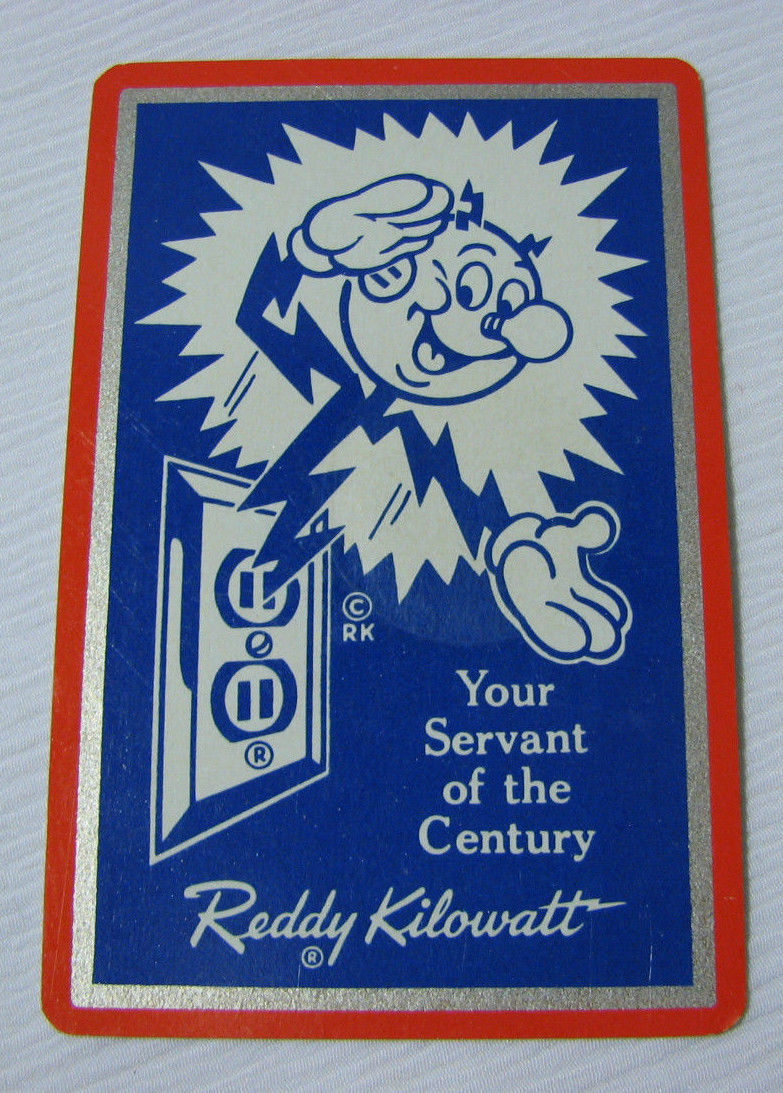 ©
RK
®
Your
Servant
of the
Century
Reddy Kilowatt
®